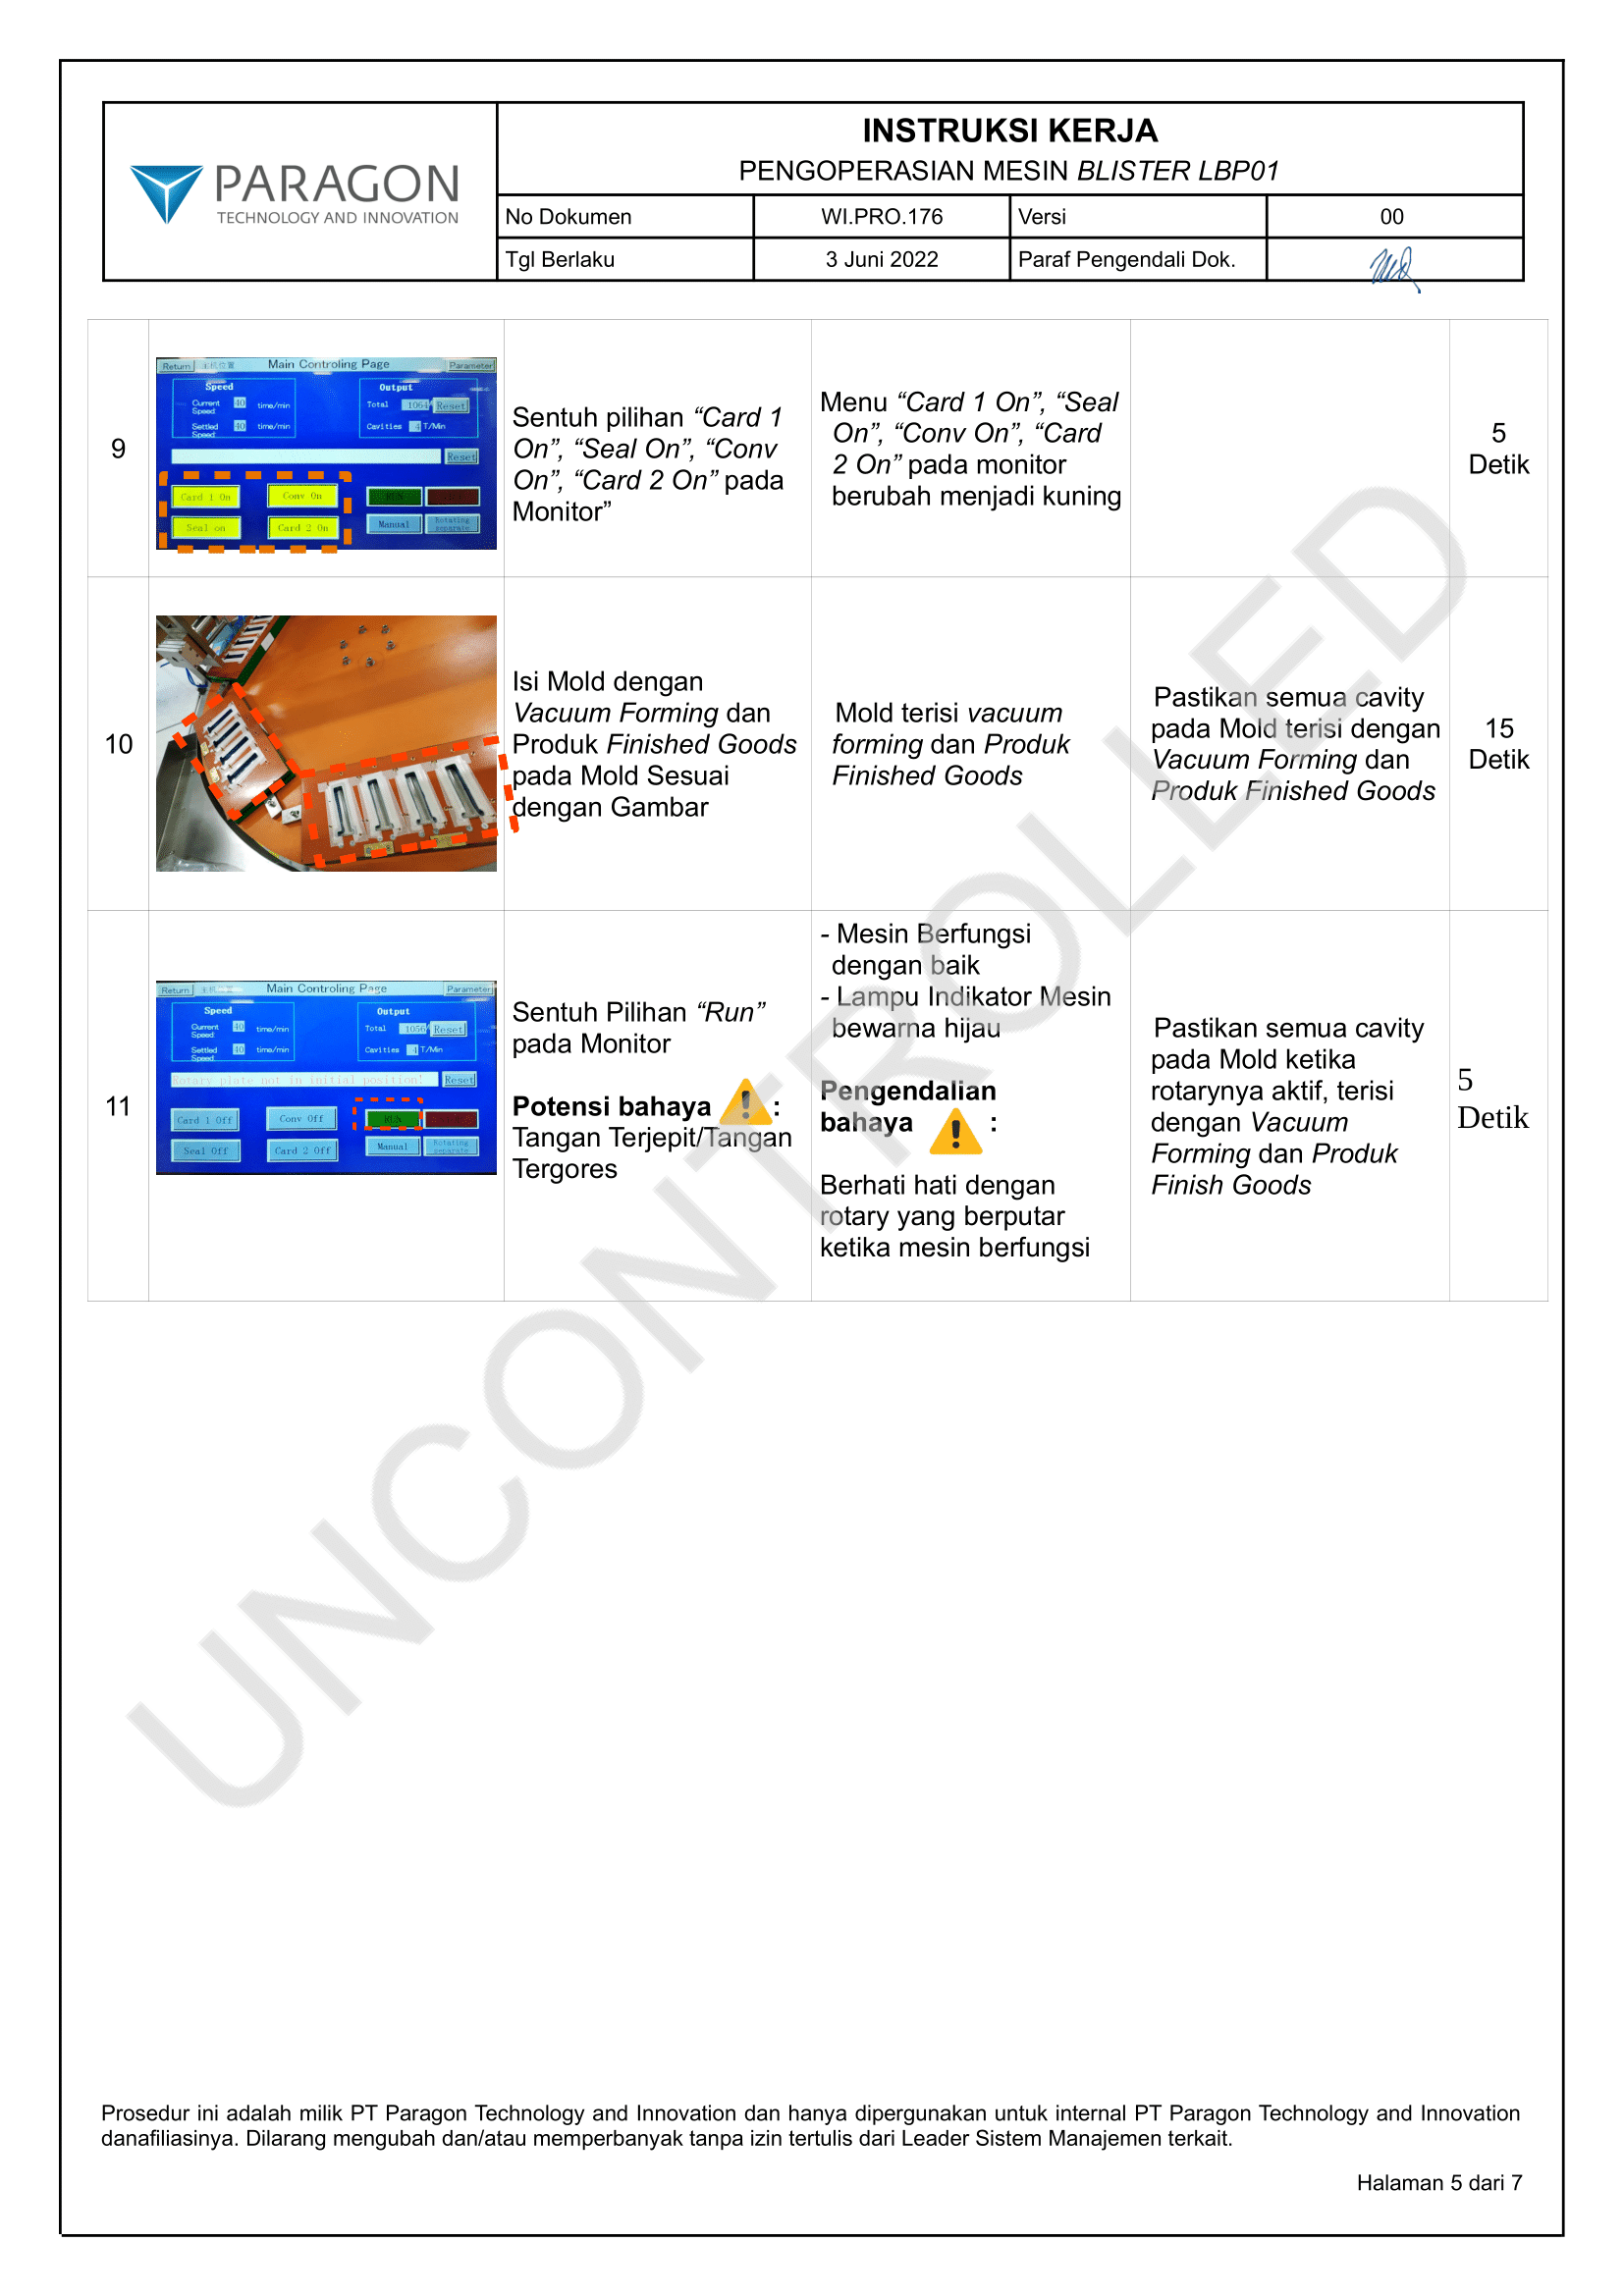 PARAGON
TECHNOLOGY AND INNOVATION
INSTRUKSI KERJA
PENGOPERASIAN MESIN BLISTER LBP01
No Dokumen
WI.PRO.176
Versi
00
Tgl Berlaku
3 Juni 2022
Paraf Pengendali Dok.
9
Return
Main Controling Page
Parameter
Speed
Current Speed
40
time/min
Settled Speed
40
time/min
Output
Total
1064
Reset
Cavities
4
T/Min
Reset
Card 1 On
Conv On
RUN
Seal on
Card 2 On
Manual
Rotating separate
Sentuh pilihan “Card 1
On”, “Seal On”, “Conv
On”, “Card 2 On” pada
Monitor”
Menu “Card 1 On”, “Seal
On”, “Conv On”, “Card
2 On” pada monitor
berubah menjadi kuning
5
Detik
10
Isi Mold dengan
Vacuum Forming dan
Produk Finished Goods
pada Mold Sesuai
dengan Gambar
Mold terisi vacuum
forming dan Produk
Finished Goods
Pastikan semua cavity
pada Mold terisi dengan
Vacuum Forming dan
Produk Finished Goods
15
Detik
11
Return
Main Controling Page
Parameter
Speed
Current Speed
40
time/min
Settled Speed
40
time/min
Output
Total
1056
Reset
Cavities
4
T/Min
Rotary plate not in initial position!
Reset
Card 1 Off
Conv Off
RUN
Seal Off
Card 2 Off
Manual
Rotating separate
Sentuh Pilihan “Run”
pada Monitor
Potensi bahaya :
Tangan Terjepit/Tangan
Tergores
- Mesin Berfungsi
dengan baik
- Lampu Indikator Mesin
bewarna hijau
Pengendalian
bahaya :
Berhati hati dengan
rotary yang berputar
ketika mesin berfungsi
Pastikan semua cavity
pada Mold ketika
rotarynya aktif, terisi
dengan Vacuum
Forming dan Produk
Finish Goods
5
Detik
UNCONTROLLED
Prosedur ini adalah milik PT Paragon Technology and Innovation dan hanya dipergunakan untuk internal PT Paragon Technology and Innovation
danafiliasinya. Dilarang mengubah dan/atau memperbanyak tanpa izin tertulis dari Leader Sistem Manajemen terkait.
Halaman 5 dari 7